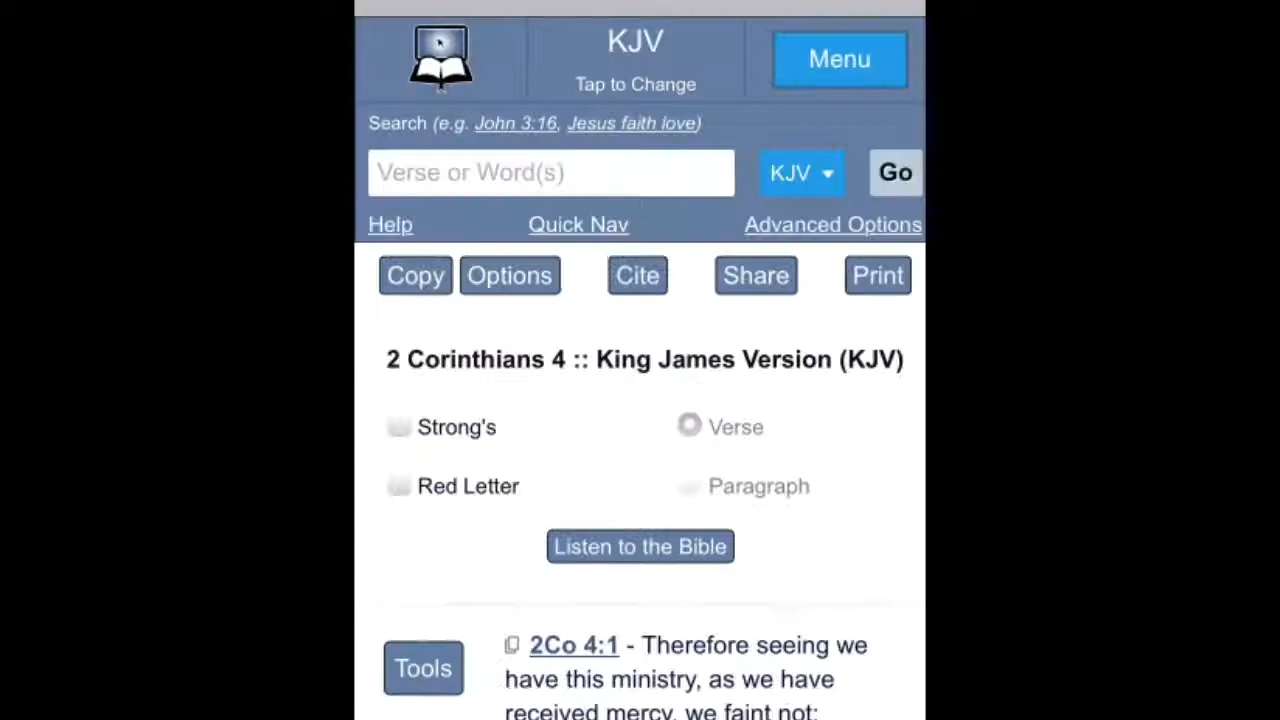 KJV
Menu
Tap to Change
Search (e.g. John 3:16, Jesus faith love)
Verse or Word(s)
KJV
Go
Help
Quick Nav
Advanced Options
Copy
Options
Cite
Share
Print
2 Corinthians 4 :: King James Version (KJV)
Strong's
Verse
Red Letter
Paragraph
Listen to the Bible
Tools
2Co 4:1 - Therefore seeing we
have this ministry, as we have
received mercy, we faint not;